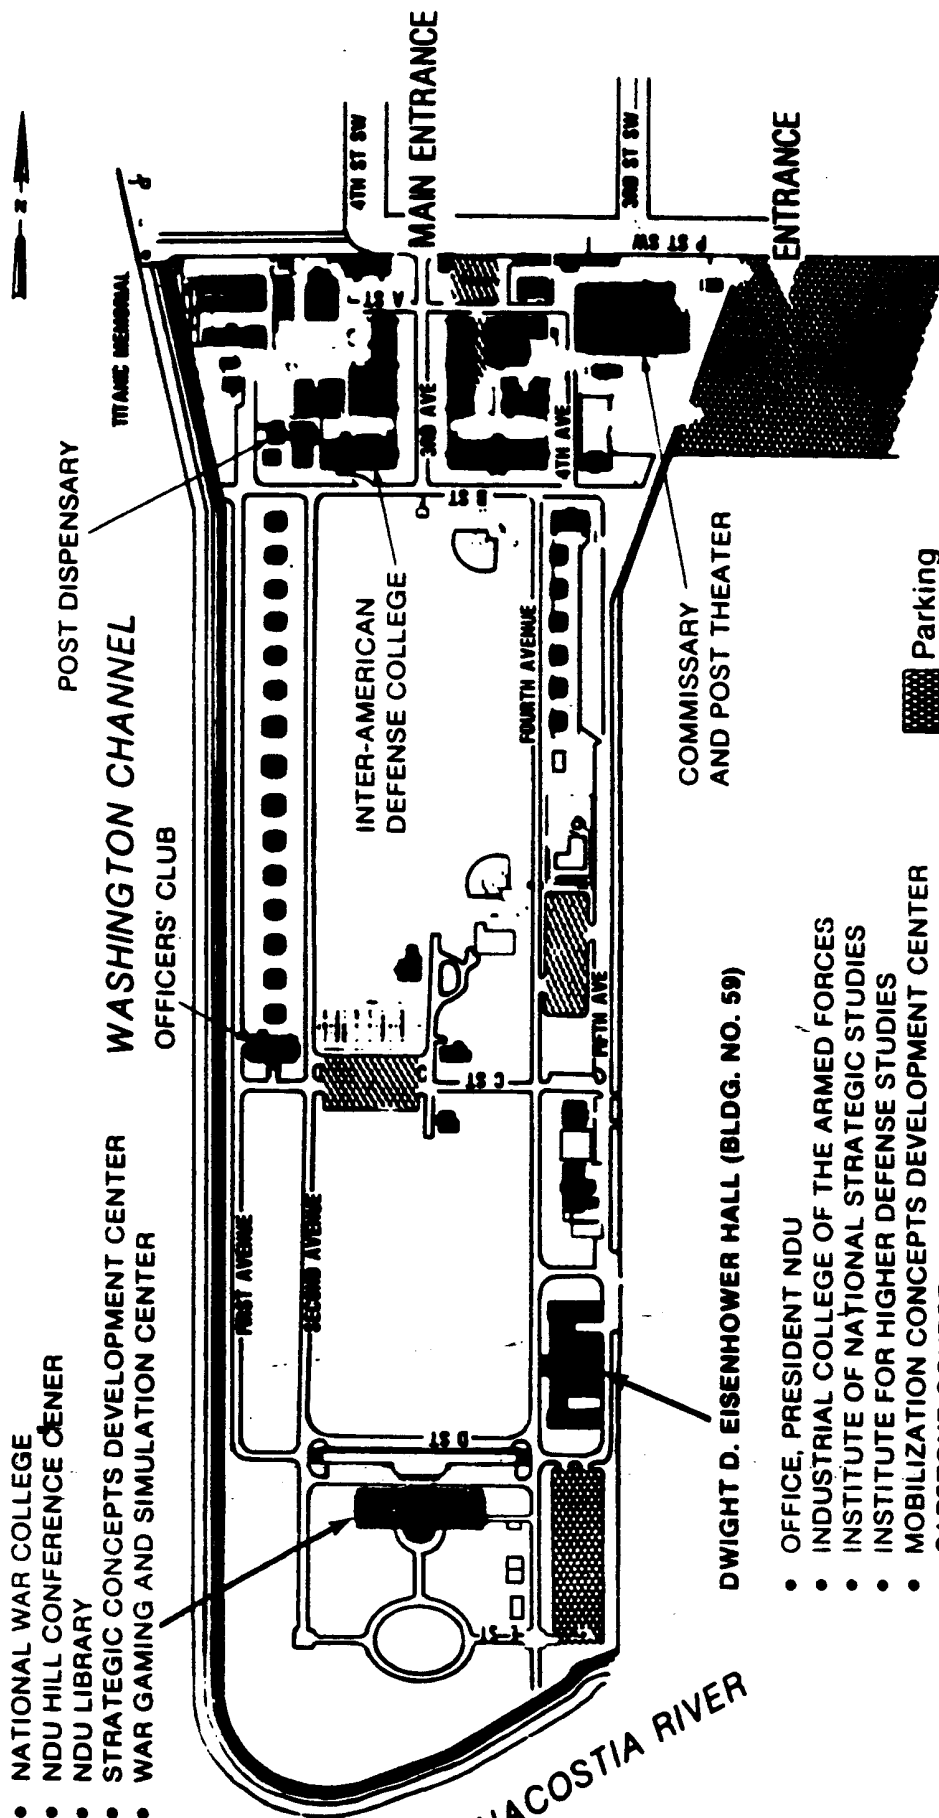 • NATIONAL WAR COLLEGE
• NDU HILL CONFERENCE CENER
• NDU LIBRARY
• STRATEGIC CONCEPTS DEVELOPMENT CENTER
• WAR GAMING AND SIMULATION CENTER
N
POST DISPENSARY
TITANIC MEMORIAL
WASHINGTON CHANNEL
OFFICERS' CLUB
4TH ST SW
MAIN ENTRANCE
3RD ST SW
P ST SW
ENTRANCE
A ST
3RD AVE
4TH AVE
B ST
INTER-AMERICAN
DEFENSE COLLEGE
FOURTH AVENUE
COMMISSARY
AND POST THEATER
Parking
C ST
FIFTH AVE
FIRST AVENUE
SECOND AVENUE
D ST
E ST
DWIGHT D. EISENHOWER HALL (BLDG. NO. 59)
• OFFICE, PRESIDENT NDU
• INDUSTRIAL COLLEGE OF THE ARMED FORCES
• INSTITUTE OF NATIONAL STRATEGIC STUDIES
• INSTITUTE FOR HIGHER DEFENSE STUDIES
• MOBILIZATION CONCEPTS DEVELOPMENT CENTER
NACOSTIA RIVER